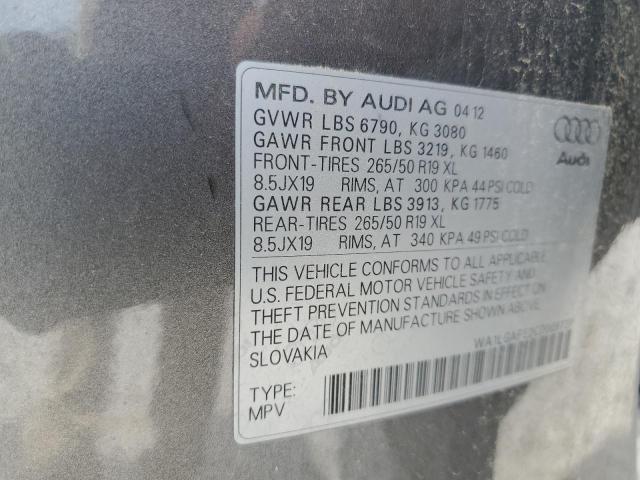 MFD. BY AUDI AG 04 12
GVWR LBS 6790, KG 3080
GAWR FRONT LBS 3219, KG 1460
FRONT-TIRES 265/50 R19 XL
8.5JX19 RIMS, AT 300 KPA 44 PSI COLD
GAWR REAR LBS 3913, KG 1775
REAR-TIRES 265/50 R19 XL
8.5JX19 RIMS, AT 340 KPA 49 PSI COLD
Audi
THIS VEHICLE CONFORMS TO ALL APPLICABLE
U.S. FEDERAL MOTOR VEHICLE SAFETY AND
THEFT PREVENTION STANDARDS IN EFFECT ON
THE DATE OF MANUFACTURE SHOWN ABOVE.
SLOVAKIA
TYPE:
MPV